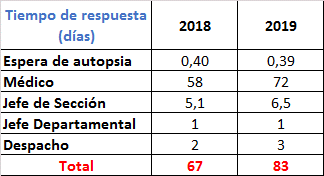 Tiempo de respuesta (días) 2018 2019
Espera de autopsia 0,40 0,39
Médico 58 72
Jefe de Sección 5,1 6,5
Jefe Departamental 1 1
Despacho 2 3
Total 67 83